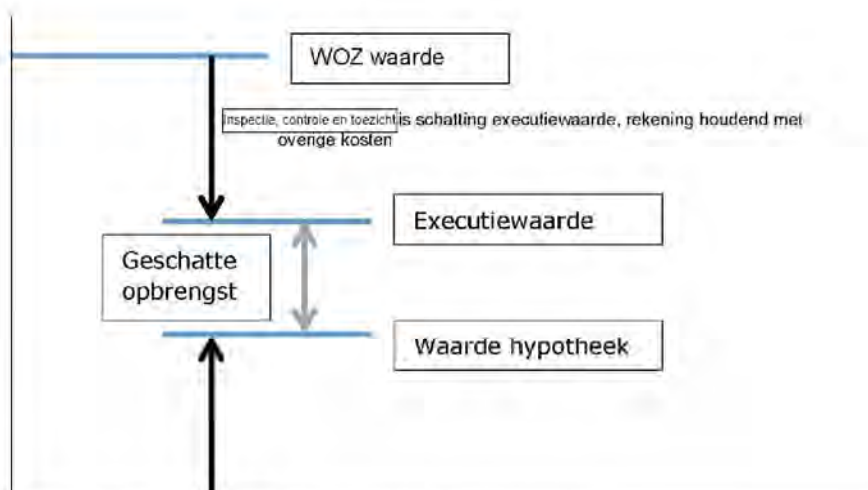 WOZ waarde
Inspectie, controle en toezicht is schatting executiewaarde, rekening houdend met
overige kosten
Executiewaarde
Geschatte
opbrengst
Waarde hypotheek